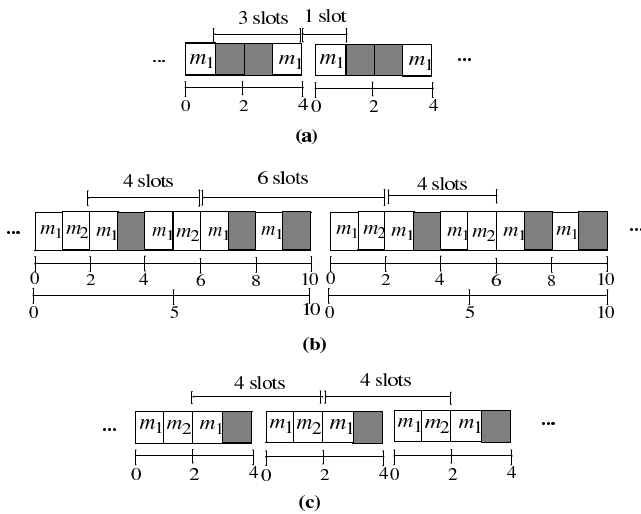 3 slots 1 slot
... m1 m1 m1 m1 ...
0 2 4 0 2 4
(a)
4 slots 6 slots 4 slots
... m1 m2 m1 m1 m2 m1 m1 m1 m2 m1 m1 m2 m1 m1 ...
0 2 4 6 8 10 0 2 4 6 8 10
0 5 10 0 5 10
(b)
4 slots 4 slots
... m1 m2 m1 m1 m2 m1 m1 m2 m1 ...
0 2 4 0 2 4 0 2 4
(c)